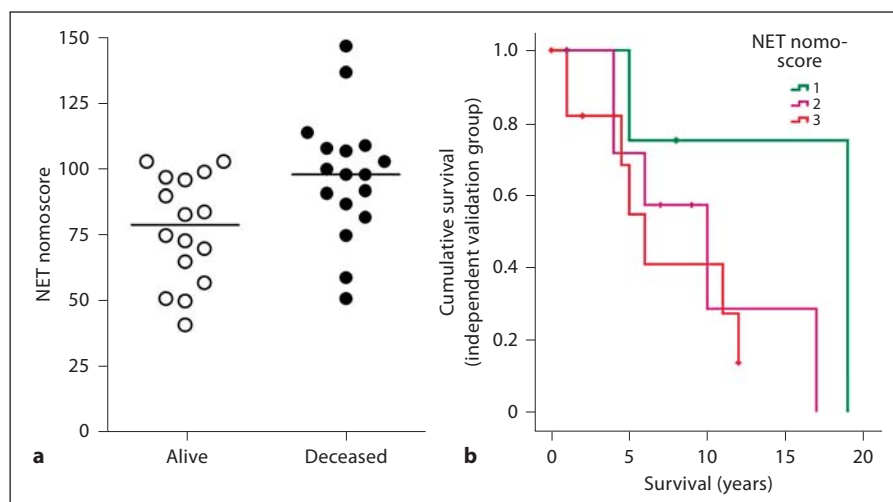 150
125
100
75
50
25
0
NET nomoscore
Alive
Deceased
a
1.0
0.8
0.6
0.4
0.2
0
Cumulative survival
(independent validation group)
NET nomo-
score
1
2
3
0
5
10
15
20
Survival (years)
b